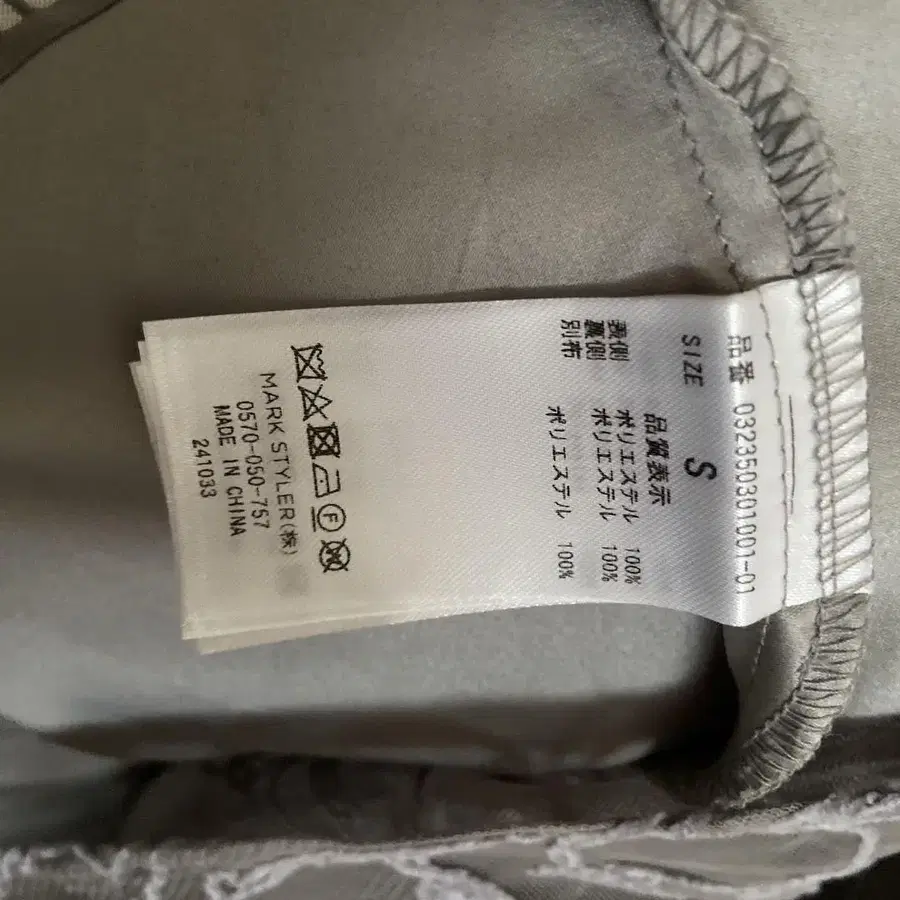 品番 032350301001-01
SIZE S
品質表示
表側 ポリエステル 100%
裏側 ポリエステル 100%
別布 ポリエステル 100%
F
MARK STYLER(株)
0570-050-757
MADE IN CHINA
241033